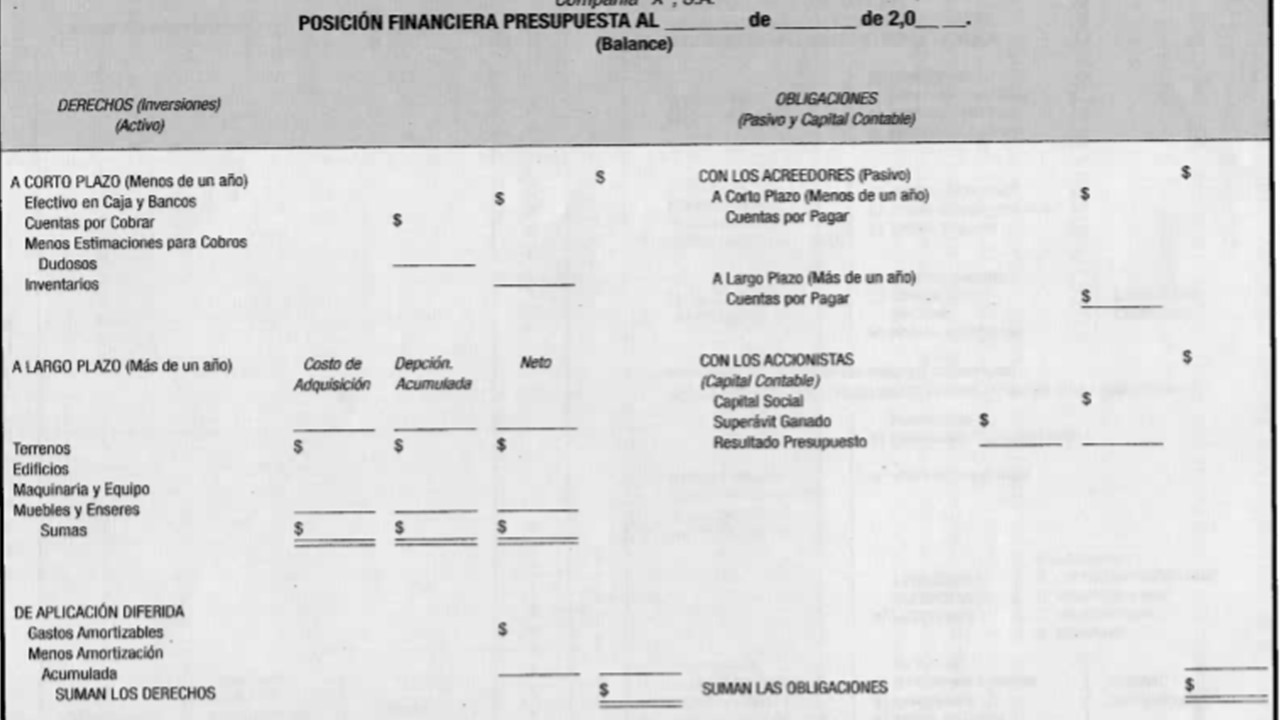 Compañía "X", S.A.
POSICIÓN FINANCIERA PRESUPUESTA AL ______ de ______ de 2,0__ __.
(Balance)
DERECHOS (Inversiones)
(Activo)
OBLIGACIONES
(Pasivo y Capital Contable)
A CORTO PLAZO (Menos de un año) $
Efectivo en Caja y Bancos $
Cuentas por Cobrar $
Menos Estimaciones para Cobros
Dudosos
Inventarios
A LARGO PLAZO (Más de un año) Costo de Depción. Neto
Adquisición Acumulada
Terrenos $ $ $
Edificios
Maquinaria y Equipo
Muebles y Enseres
Sumas $ $ $
DE APLICACIÓN DIFERIDA
Gastos Amortizables $
Menos Amortización
Acumulada
SUMAN LOS DERECHOS $
CON LOS ACREEDORES (Pasivo) $
A Corto Plazo (Menos de un año) $
Cuentas por Pagar
A Largo Plazo (Más de un año)
Cuentas por Pagar $
CON LOS ACCIONISTAS $
(Capital Contable)
Capital Social $
Superávit Ganado $
Resultado Presupuesto
SUMAN LAS OBLIGACIONES $